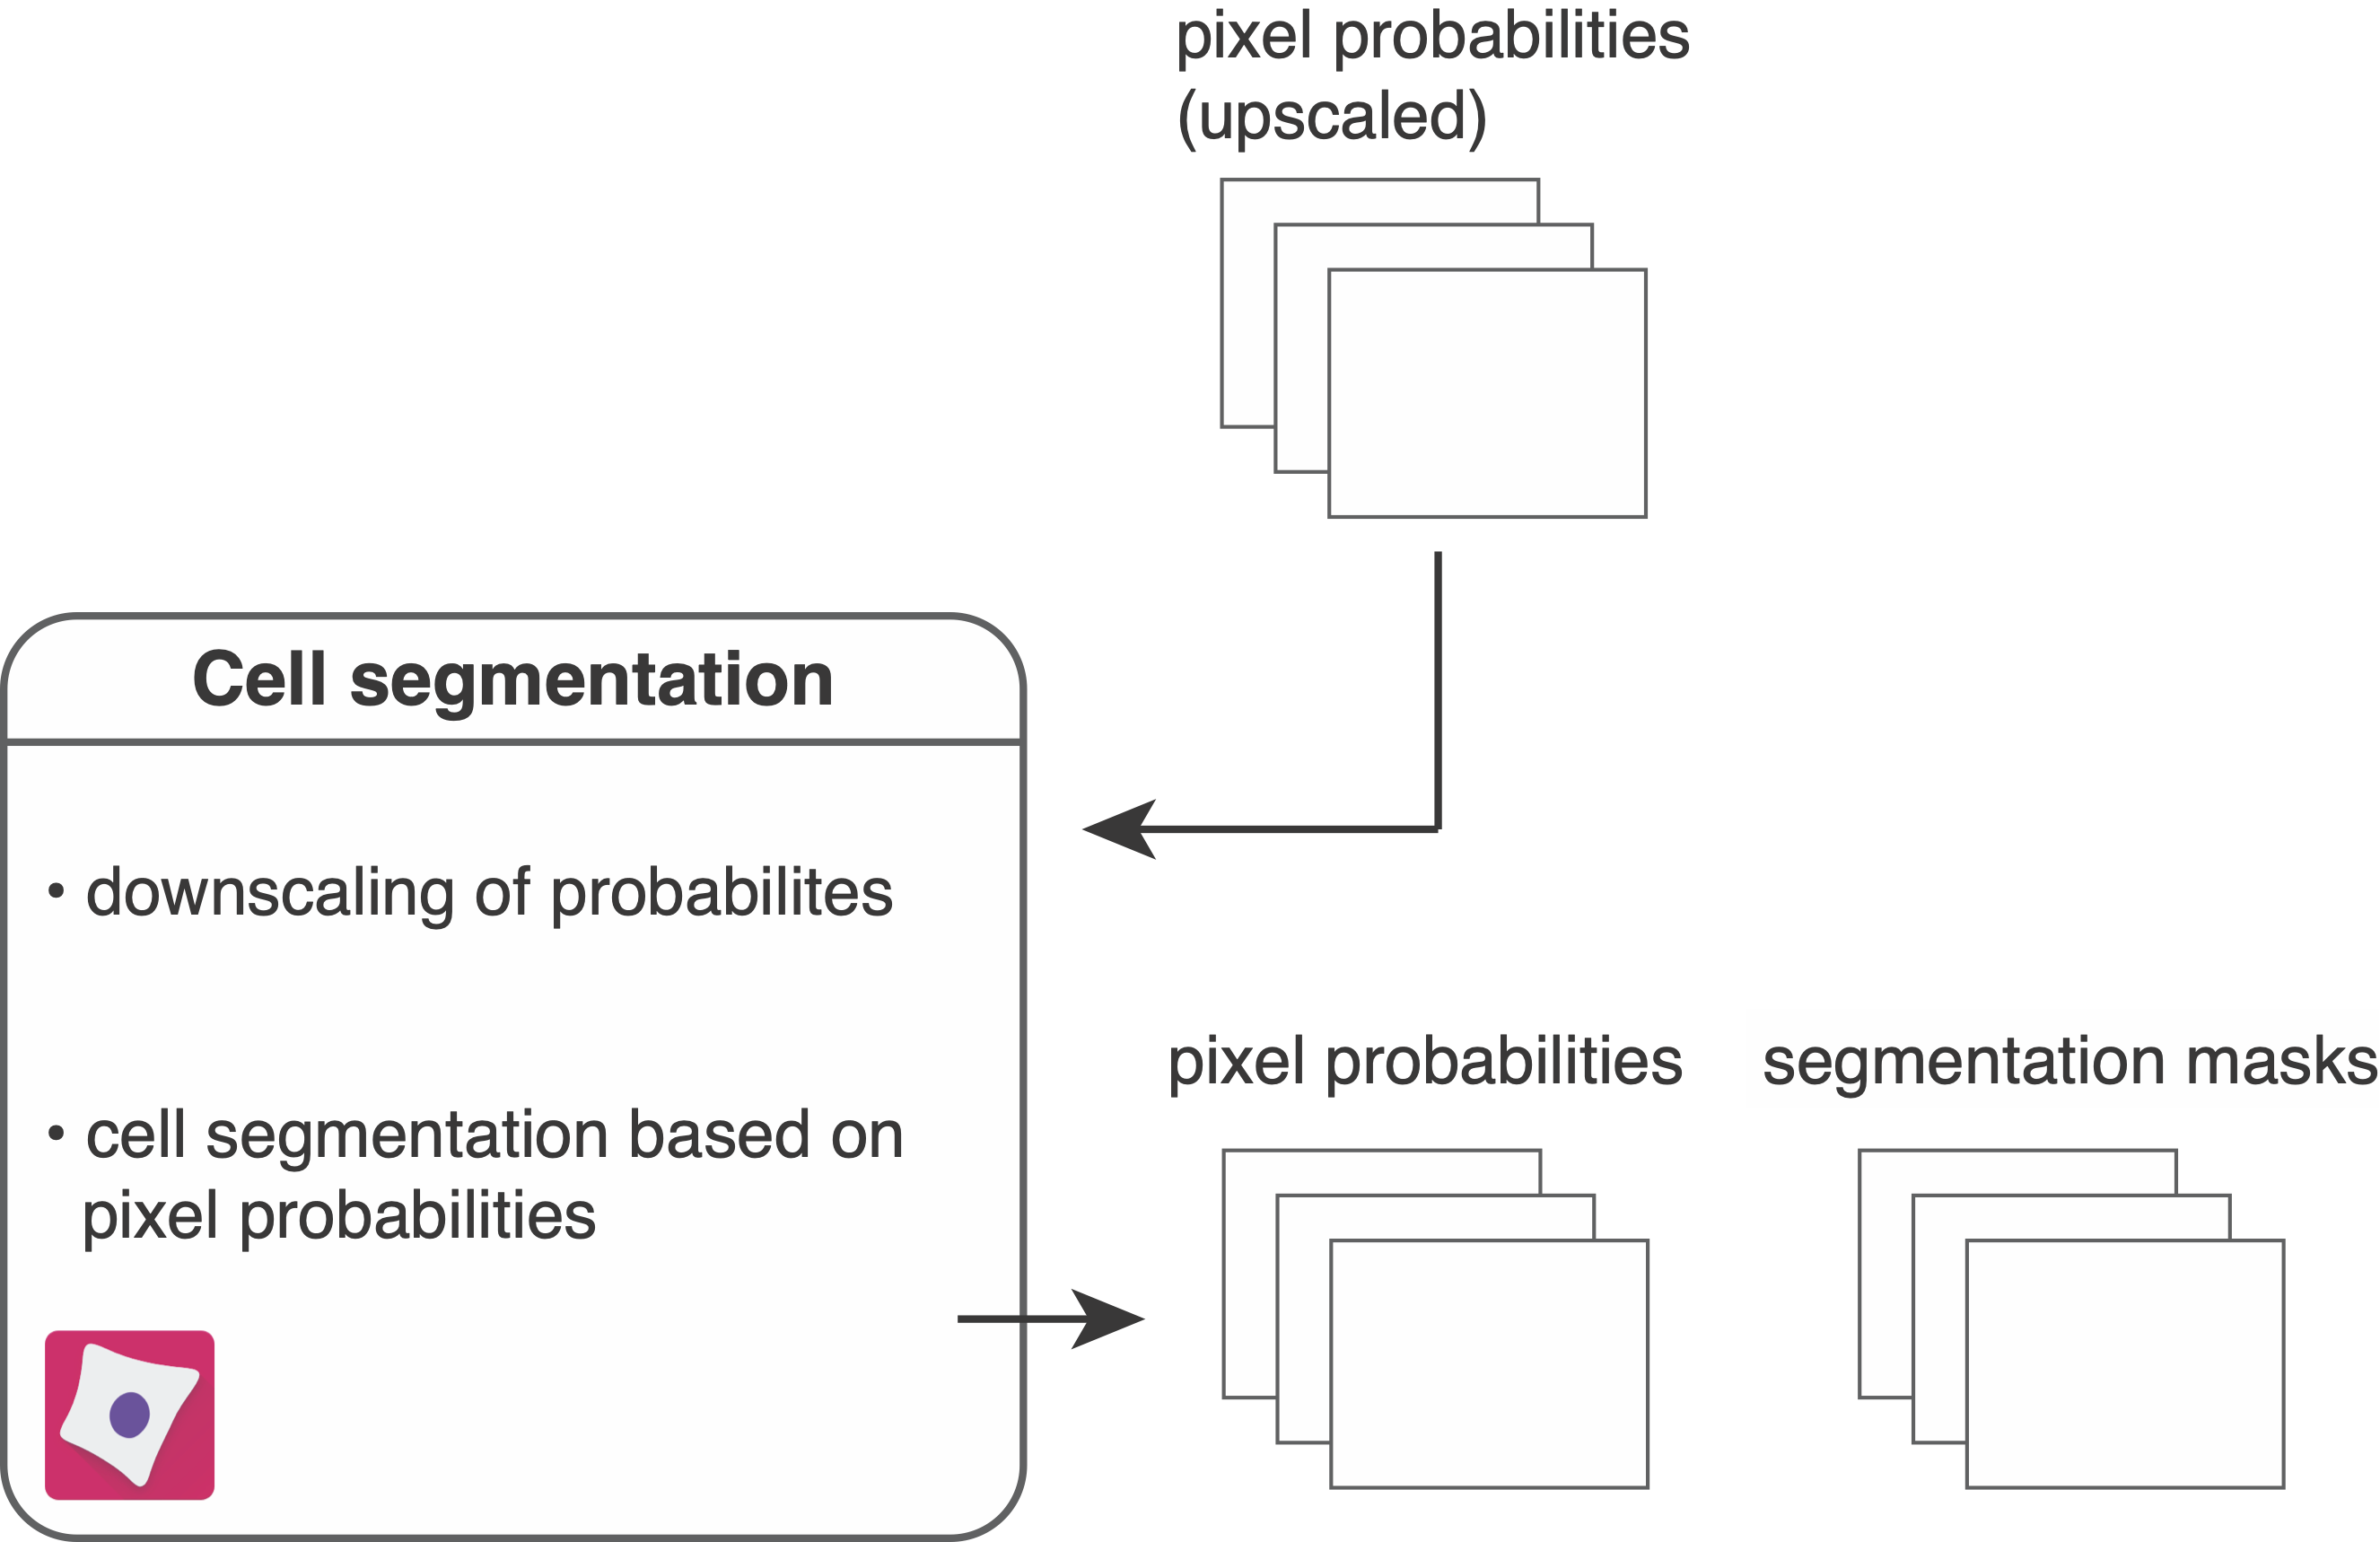 pixel probabilities
(upscaled)
Cell segmentation
• downscaling of probabilites
• cell segmentation based on
pixel probabilities
pixel probabilities
segmentation masks